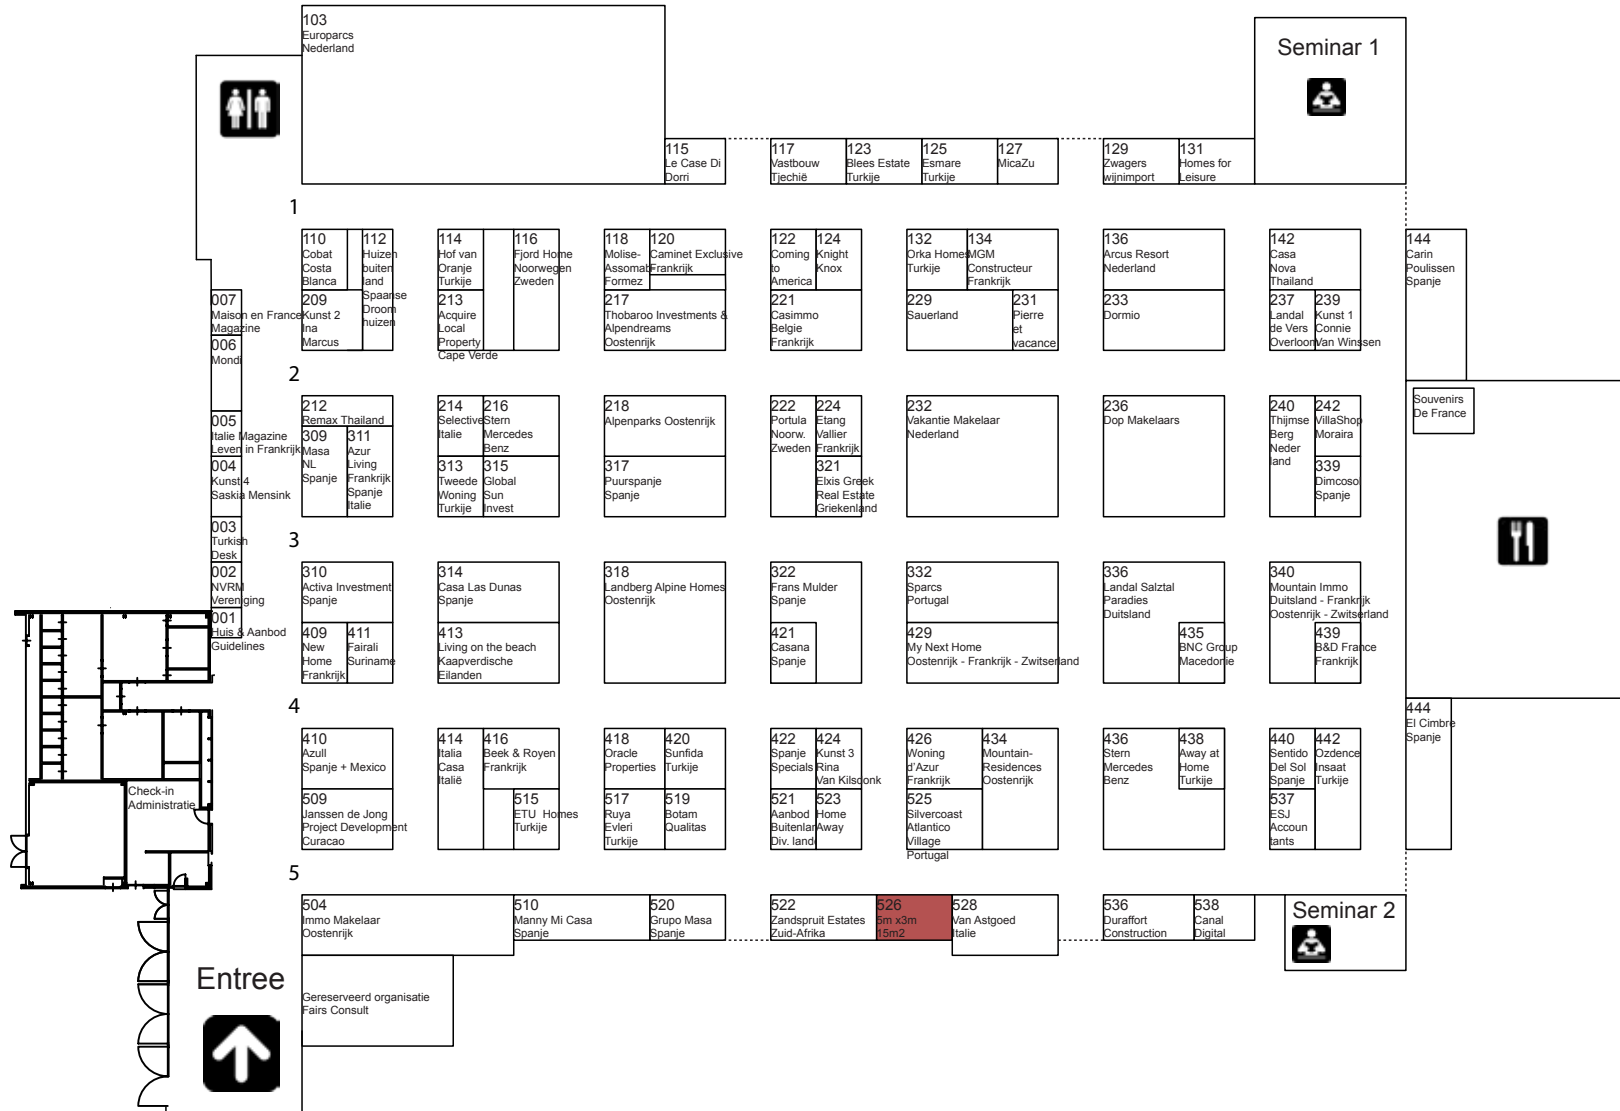 103
Europarcs
Nederland
Seminar 1
115
Le Case Di
Dorri
117
Vastbouw
Tjechië
123
Blees Estate
Turkije
125
Esmare
Turkije
127
MicaZu
129
Zwagers
wijnimport
131
Homes for
Leisure
1
110
Cobat
Costa
Blanca
112
Huizen
buiten
land
Spaanse
Droom
huizen
114
Hof van
Oranje
Turkije
116
Fjord Home
Noorwegen
Zweden
118
Molise-
Assomab
Formez
120
Caminet Exclusive
Frankrijk
122
Coming
to
America
124
Knight
Knox
132
Orka Homes
Turkije
134
MGM
Constructeur
Frankrijk
136
Arcus Resort
Nederland
142
Casa
Nova
Thailand
144
Carin
Poulissen
Spanje
007
Maison en France
Magazine
209
Kunst 2
Ina
Marcus
213
Acquire
Local
Property
Cape Verde
217
Thobaroo Investments &
Alpendreams
Oostenrijk
221
Casimmo
Belgie
Frankrijk
229
Sauerland
231
Pierre
et
vacance
233
Dormio
237
Landal
de Vers
Overloon
239
Kunst 1
Connie
Van Winssen
006
Mondi
2
005
Italie Magazine
Leven in Frankrijk
212
Remax Thailand
214
Selective
Italie
216
Stern
Mercedes
Benz
218
Alpenparks Oostenrijk
222
Portula
Noorw.
Zweden
224
Etang
Vallier
Frankrijk
232
Vakantie Makelaar
Nederland
236
Dop Makelaars
240
Thijmse
Berg
Neder
land
242
VillaShop
Moraira
Souvenirs
De France
004
Kunst 4
Saskia Mensink
309
Masa
NL
Spanje
311
Azur
Living
Frankrijk
Spanje
Italie
313
Tweede
Woning
Turkije
315
Global
Sun
Invest
317
Puurspanje
Spanje
321
Elxis Greek
Real Estate
Griekenland
339
Dimcosol
Spanje
003
Turkish
Desk
3
002
NVRM
Vereniging
310
Activa Investment
Spanje
314
Casa Las Dunas
Spanje
318
Landberg Alpine Homes
Oostenrijk
322
Frans Mulder
Spanje
332
Sparcs
Portugal
336
Landal Salztal
Paradies
Duitsland
340
Mountain Immo
Duitsland - Frankrijk
Oostenrijk - Zwitserland
001
Huis & Aanbod
Guidelines
409
New
Home
Frankrijk
411
Fairali
Suriname
413
Living on the beach
Kaapverdische
Eilanden
421
Casana
Spanje
429
My Next Home
Oostenrijk - Frankrijk - Zwitserland
435
BNC Group
Macedonie
439
B&D France
Frankrijk
4
410
Azull
Spanje + Mexico
414
Italia
Casa
Italië
416
Beek & Royen
Frankrijk
418
Oracle
Properties
420
Sunfida
Turkije
422
Spanje
Specials
424
Kunst 3
Rina
Van Kilsdonk
426
Woning
d'Azur
Frankrijk
434
Mountain-
Residences
Oostenrijk
436
Stern
Mercedes
Benz
438
Away at
Home
Turkije
440
Sentido
Del Sol
Spanje
442
Ozdence
Insaat
Turkije
444
El Cimbre
Spanje
Check-in
Administratie
509
Janssen de Jong
Project Development
Curacao
515
ETU Homes
Turkije
517
Ruya
Evleri
Turkije
519
Botam
Qualitas
521
Aanbod
Buitenland
Div. land
523
Home
Away
525
Silvercoast
Atlantico
Village
Portugal
537
ESJ
Accoun
tants
5
504
Immo Makelaar
Oostenrijk
510
Manny Mi Casa
Spanje
520
Grupo Masa
Spanje
522
Zandspruit Estates
Zuid-Afrika
526
5m x3m
15m2
528
Van Astgoed
Italie
536
Duraffort
Construction
538
Canal
Digital
Seminar 2
Entree
Gereserveerd organisatie
Fairs Consult